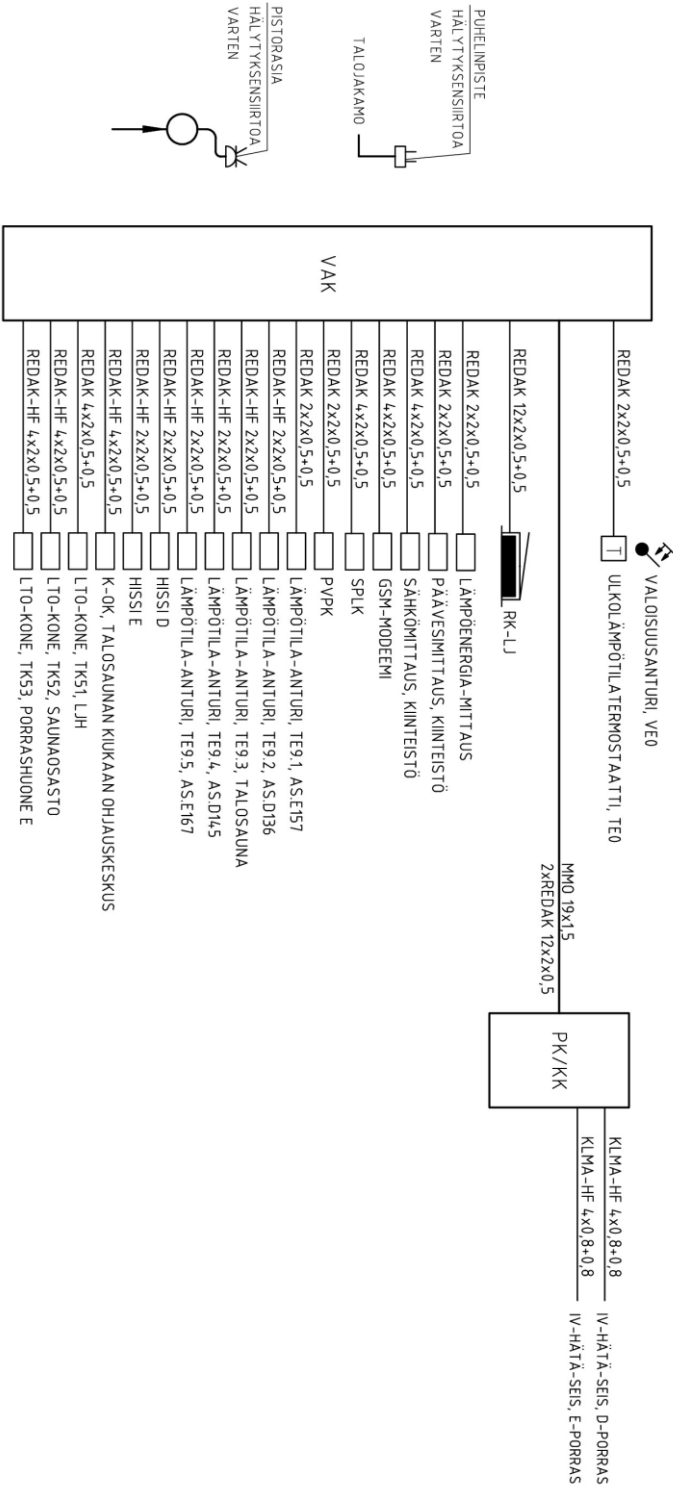 VALOISUUSANTURI, VE0
REDAK 2x2x0,5+0,5
T
ULKOLÄMPÖTILATERMOSTAATTI, TE0
KLMA-HF 4x0,8+0,8
IV-HÄTÄ-SEIS, D-PORRAS
KLMA-HF 4x0,8+0,8
IV-HÄTÄ-SEIS, E-PORRAS
MMO 19x1,5
2xREDAK 12x2x0,5
PK/KK
REDAK 12x2x0,5+0,5
RK-LJ
PUHELINPISTE
HÄLYTYKSENSIIRTOA
VARTEN
TALOJAKAMO
PISTORASIA
HÄLYTYKSENSIIRTOA
VARTEN
VAK
REDAK 2x2x0,5+0,5
LÄMPÖENERGIA-MITTAUS
REDAK 2x2x0,5+0,5
PÄÄVESIMITTAUS, KIINTEISTÖ
REDAK 4x2x0,5+0,5
SÄHKÖMITTAUS, KIINTEISTÖ
REDAK 4x2x0,5+0,5
GSM-MODEEMI
REDAK 4x2x0,5+0,5
SPLK
REDAK 2x2x0,5+0,5
PVPK
REDAK 2x2x0,5+0,5
LÄMPÖTILA-ANTURI, TE9.1, AS.E157
REDAK-HF 2x2x0,5+0,5
LÄMPÖTILA-ANTURI, TE9.2, AS.D136
REDAK-HF 2x2x0,5+0,5
LÄMPÖTILA-ANTURI, TE9.3, TALOSAUNA
REDAK-HF 2x2x0,5+0,5
LÄMPÖTILA-ANTURI, TE9.4, AS.D145
REDAK-HF 2x2x0,5+0,5
LÄMPÖTILA-ANTURI, TE9.5, AS.E167
REDAK-HF 2x2x0,5+0,5
HISSI D
REDAK-HF 2x2x0,5+0,5
HISSI E
REDAK-HF 4x2x0,5+0,5
K-OK, TALOSAUNAN KIUKAAN OHJAUSKESKUS
REDAK 4x2x0,5+0,5
LTO-KONE, TK51, LJH
REDAK-HF 4x2x0,5+0,5
LTO-KONE, TK52, SAUNAOSASTO
REDAK-HF 4x2x0,5+0,5
LTO-KONE, TK53, PORRASHUONE E